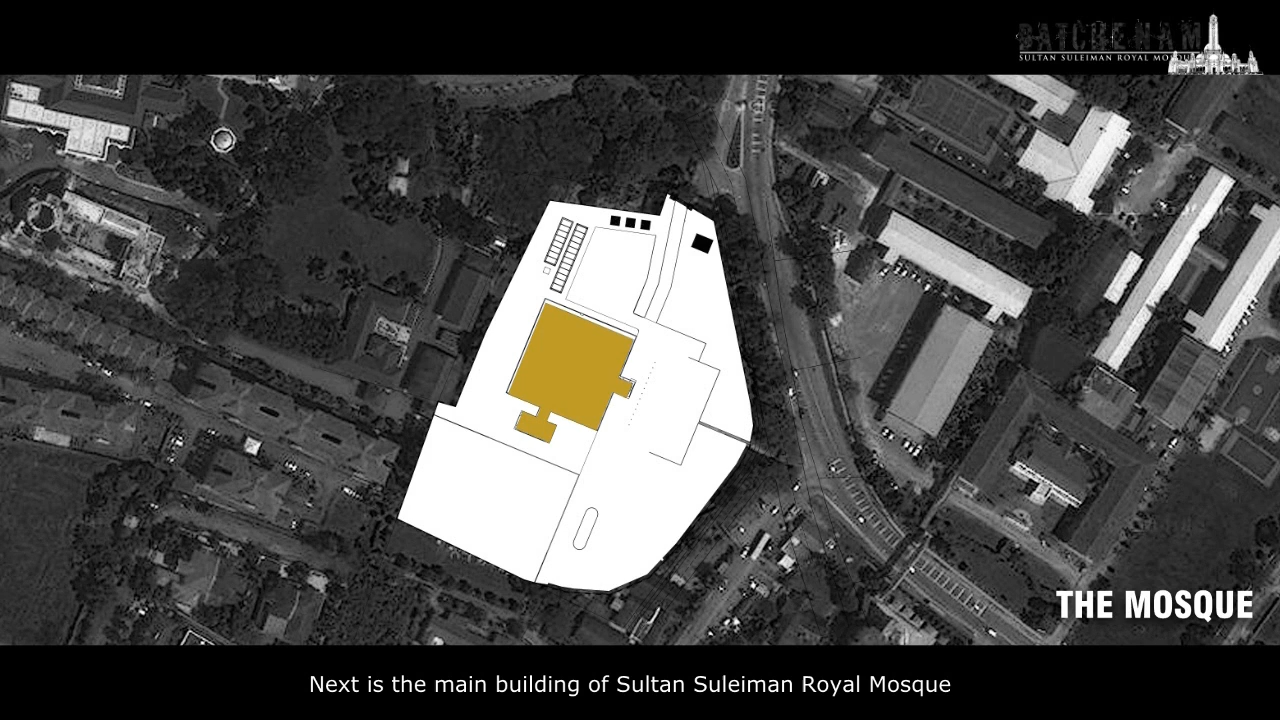 BATCHENAM
SULTAN SULEIMAN ROYAL MOSQUE
THE MOSQUE
Next is the main building of Sultan Suleiman Royal Mosque